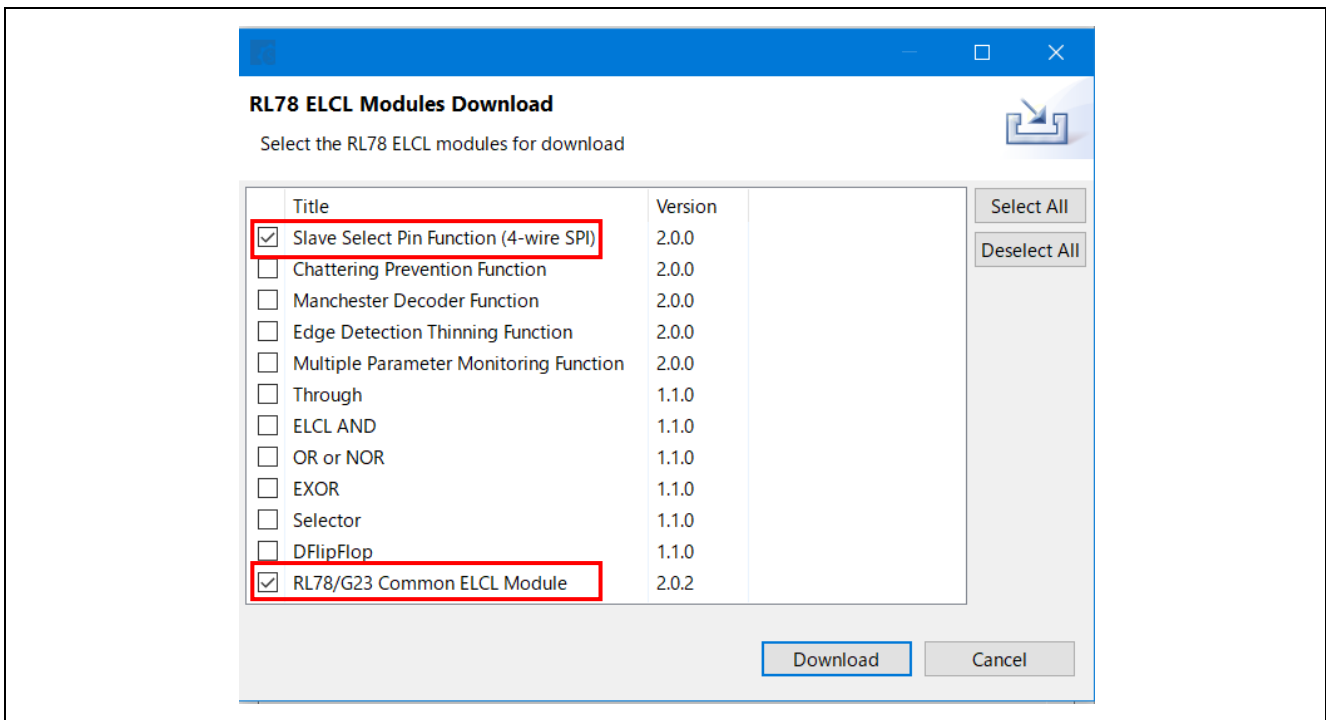 RL78 ELCL Modules Download
Select the RL78 ELCL modules for download
Title Version
Slave Select Pin Function (4-wire SPI) 2.0.0
Chattering Prevention Function 2.0.0
Manchester Decoder Function 2.0.0
Edge Detection Thinning Function 2.0.0
Multiple Parameter Monitoring Function 2.0.0
Through 1.1.0
ELCL AND 1.1.0
OR or NOR 1.1.0
EXOR 1.1.0
Selector 1.1.0
DFlipFlop 1.1.0
RL78/G23 Common ELCL Module 2.0.2
Select All
Deselect All
Download Cancel